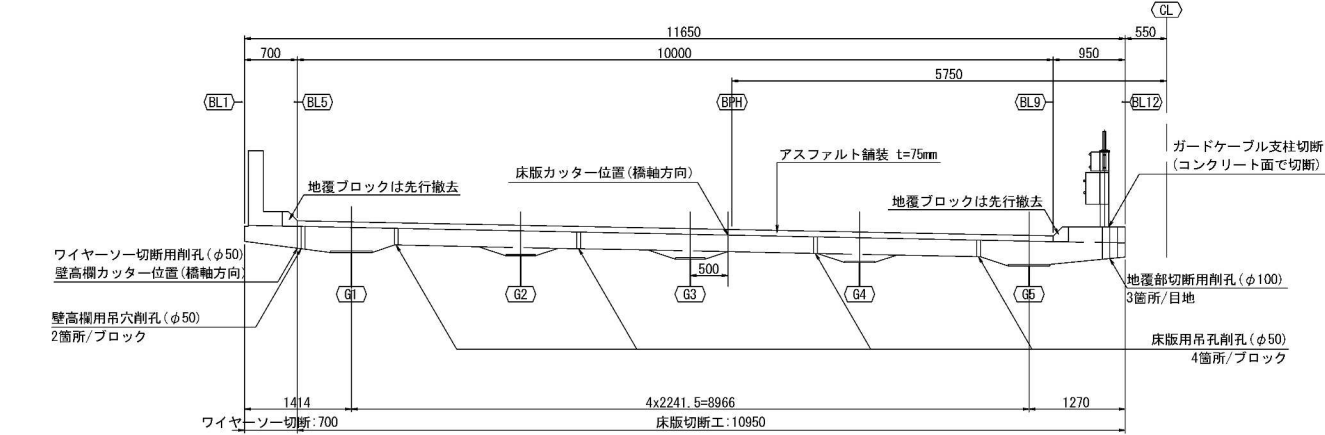 CL
11650
550
700
10000
950
5750
BL1
BL5
BPH
BL9
BL12
ガードケーブル支柱切断
(コンクリート面で切断)
アスファルト舗装 t=75mm
床版カッター位置(橋軸方向)
地覆ブロックは先行撤去
地覆ブロックは先行撤去
ワイヤーソー切断用削孔(φ50)
壁高欄カッター位置(橋軸方向)
500
地覆部切断用削孔(φ100)
3箇所/目地
G1
G2
G3
G4
G5
壁高欄用吊穴削孔(φ50)
2箇所/ブロック
床版用吊孔削孔(φ50)
4箇所/ブロック
1414
4x2241.5=8966
1270
ワイヤーソー切断:700
床版切断工:10950